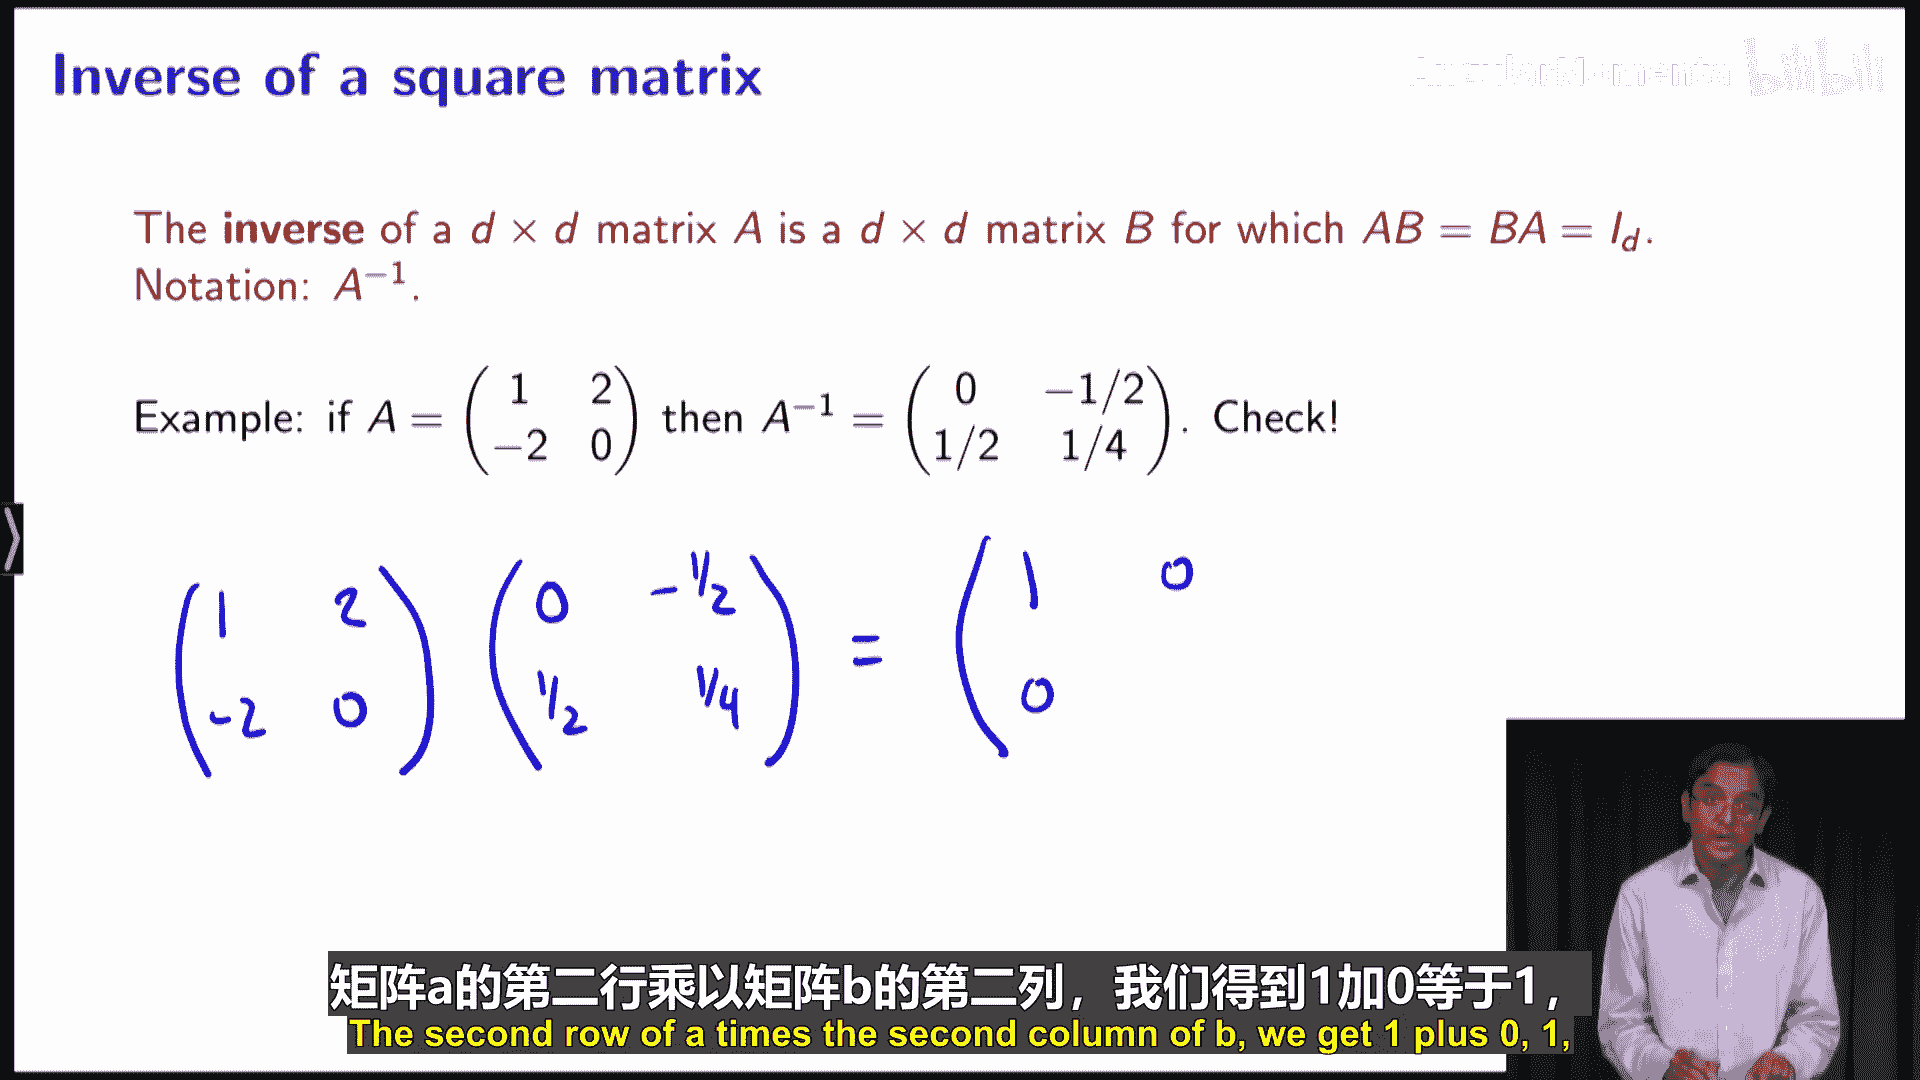 Inverse of a square matrix
bilibili
The inverse of a d × d matrix A is a d × d matrix B for which AB = BA = I_d.
Notation: A⁻¹.
Example: if A = (1 2 −2 0) then A⁻¹ = (0 −1/2 1/2 1/4). Check!
(1 2) (0 -1/2) = (1 0
(-2 0) (1/2 1/4) (0
矩阵a的第二行乘以矩阵b的第二列，我们得到1加0等于1，
The second row of a times the second column of b, we get 1 plus 0, 1,